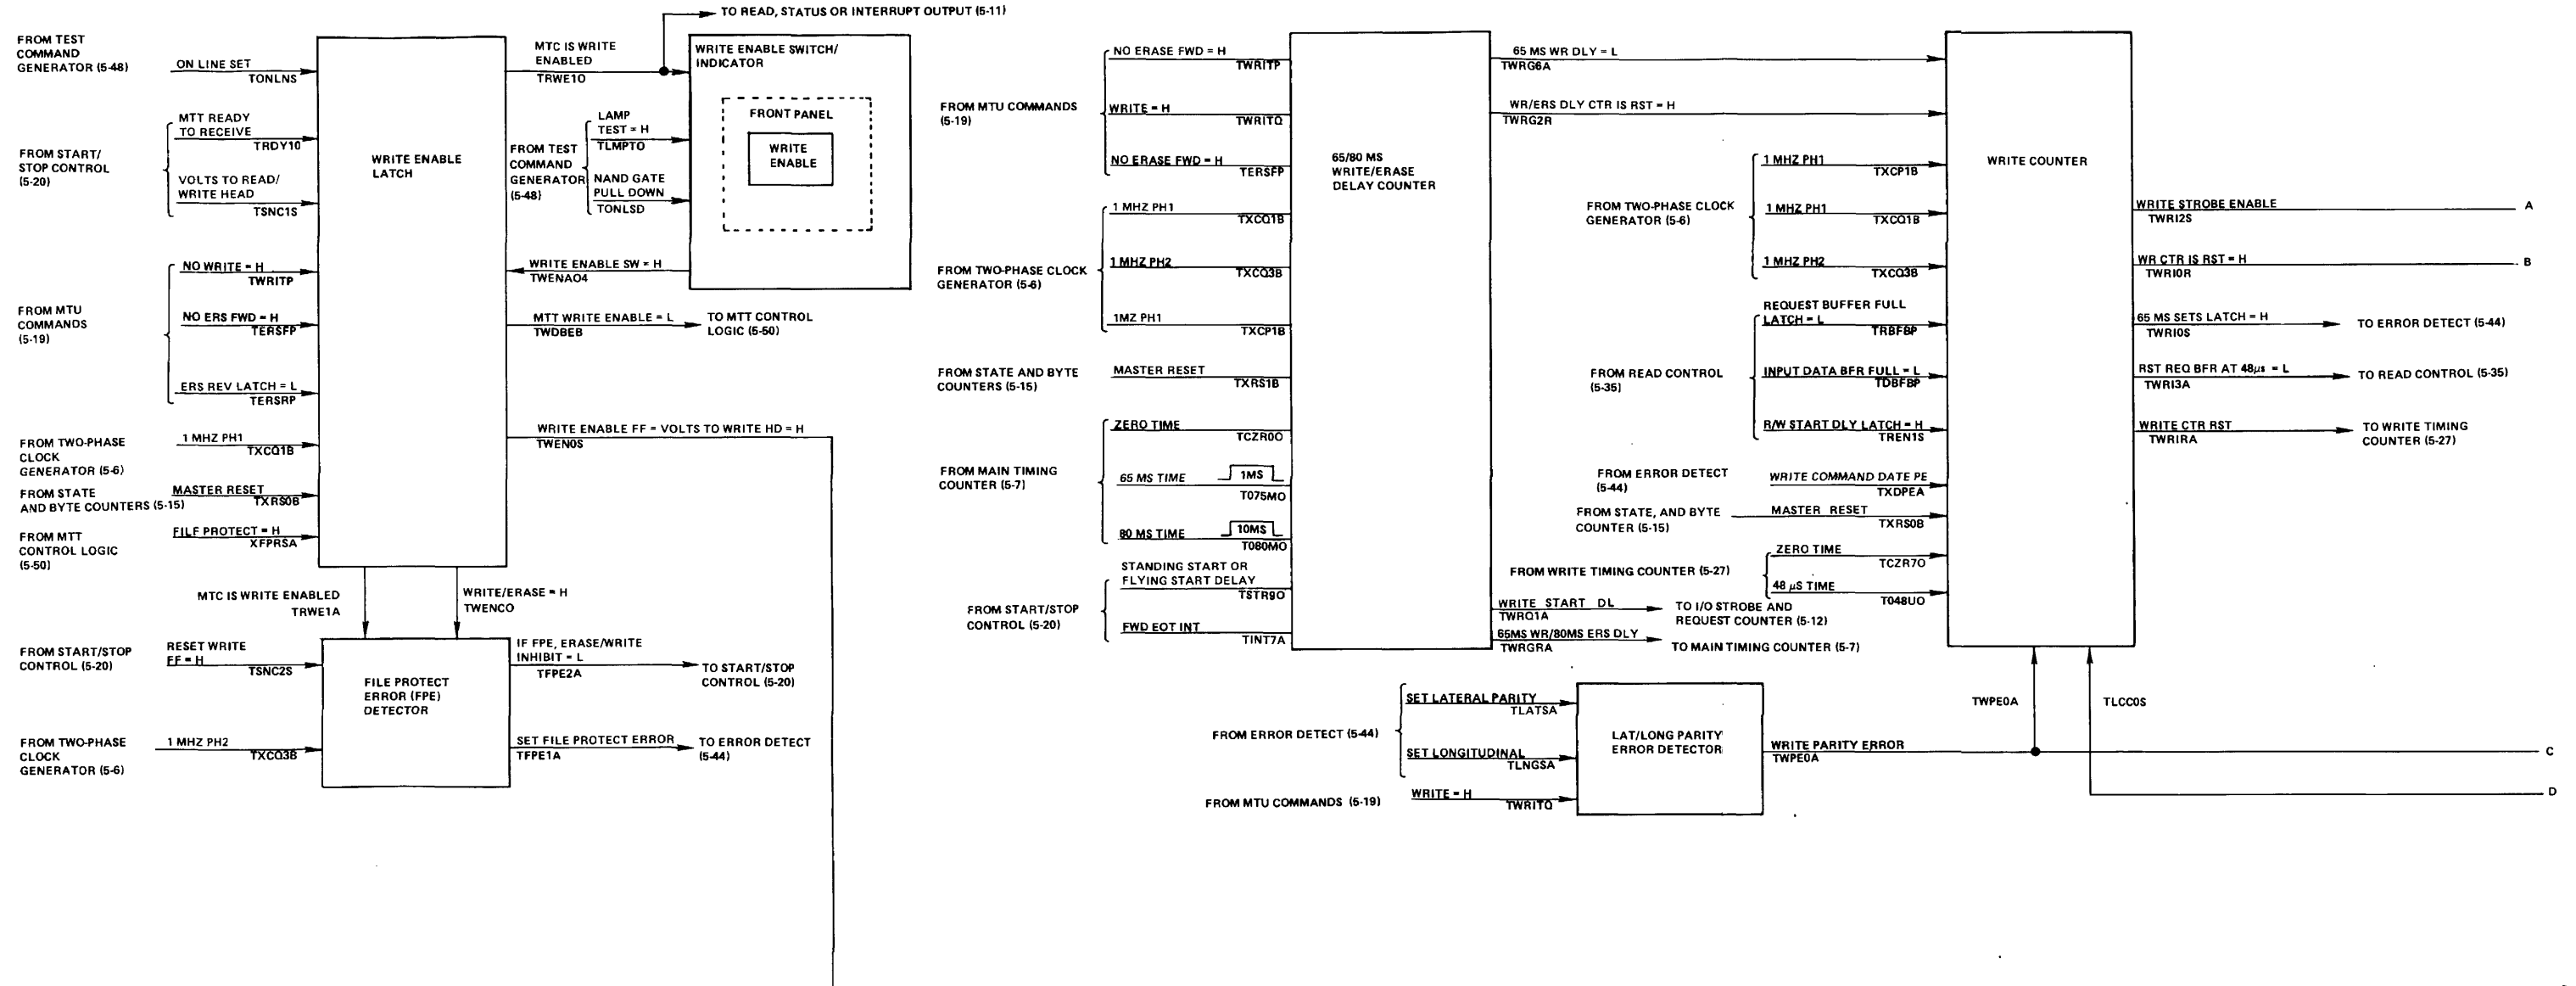 TO READ, STATUS OR INTERRUPT OUTPUT (5-11)
FROM TEST
COMMAND
GENERATOR (5-48)
ON LINE SET
TONLNS
MTT READY
TO RECEIVE
TRDY10
FROM START/
STOP CONTROL
(5-20)
VOLTS TO READ/
WRITE HEAD
TSNC1S
NO WRITE = H
TWRITP
FROM MTU
COMMANDS
(5-19)
NO ERS FWD = H
TERSFP
ERS REV LATCH = L
TERSRP
FROM TWO-PHASE
CLOCK
GENERATOR (5-6)
1 MHZ PH1
TXCQ1B
FROM STATE
AND BYTE COUNTERS (5-15)
MASTER RESET
TXRS0B
FROM MTT
CONTROL LOGIC
(5-50)
FILF PROTECT = H
XFPRSA
WRITE ENABLE
LATCH
MTC IS WRITE
ENABLED
TRWE1O
WRITE ENABLE SWITCH/
INDICATOR
FRONT PANEL
WRITE
ENABLE
FROM TEST
COMMAND
GENERATOR
(5-48)
LAMP
TEST = H
TLMPTO
NAND GATE
PULL DOWN
TONLSD
WRITE ENABLE SW = H
TWENAO4
MTT WRITE ENABLE = L
TWDBEB
TO MTT CONTROL
LOGIC (5-50)
WRITE ENABLE FF = VOLTS TO WRITE HD = H
TWEN0S
MTC IS WRITE ENABLED
TRWE1A
WRITE/ERASE = H
TWENCO
FROM START/STOP
CONTROL (5-20)
RESET WRITE
FF = H
TSNC2S
FROM TWO-PHASE
CLOCK
GENERATOR (5-6)
1 MHZ PH2
TXCQ3B
FILE PROTECT
ERROR (FPE)
DETECTOR
IF FPE, ERASE/WRITE
INHIBIT = L
TFPE2A
TO START/STOP
CONTROL (5-20)
SET FILE PROTECT ERROR
TFPE1A
TO ERROR DETECT
(5-44)
FROM MTU COMMANDS
(5-19)
NO ERASE FWD = H
TWRITP
WRITE = H
TWRITQ
NO ERASE FWD = H
TERSFP
FROM TWO-PHASE CLOCK
GENERATOR (5-6)
1 MHZ PH1
TXCQ1B
1 MHZ PH2
TXCQ3B
1MZ PH1
TXCP1B
FROM STATE AND BYTE
COUNTERS (5-15)
MASTER RESET
TXRS1B
FROM MAIN TIMING
COUNTER (5-7)
ZERO TIME
TCZR0O
65 MS TIME
1MS
T075MO
80 MS TIME
10MS
T080MO
FROM START/STOP
CONTROL (5-20)
STANDING START OR
FLYING START DELAY
TSTR9O
FWD EOT INT
TINT7A
65/80 MS
WRITE/ERASE
DELAY COUNTER
65 MS WR DLY = L
TWRG6A
WR/ERS DLY CTR IS RST = H
TWRG2R
WRITE START DL
TWRQ1A
TO I/O STROBE AND
REQUEST COUNTER (5-12)
65MS WR/80MS ERS DLY
TWRGRA
TO MAIN TIMING COUNTER (5-7)
FROM TWO-PHASE CLOCK
GENERATOR (5-6)
1 MHZ PH1
TXCP1B
1 MHZ PH1
TXCQ1B
1 MHZ PH2
TXCQ3B
FROM READ CONTROL
(5-35)
REQUEST BUFFER FULL
LATCH = L
TRBFBP
INPUT DATA BFR FULL = L
TDBFBP
R/W START DLY LATCH = H
TREN1S
FROM ERROR DETECT
(5-44)
WRITE COMMAND DATE PE
TXDPEA
FROM STATE, AND BYTE
COUNTER (5-15)
MASTER RESET
TXRS0B
FROM WRITE TIMING COUNTER (5-27)
ZERO TIME
TCZR7O
48 µS TIME
T048UO
WRITE COUNTER
WRITE STROBE ENABLE
TWRI2S
A
WR CTR IS RST = H
TWRI0R
B
65 MS SETS LATCH = H
TWRI0S
TO ERROR DETECT (5-44)
RST REQ BFR AT 48µs = L
TWRI3A
TO READ CONTROL (5-35)
WRITE CTR RST
TWRIRA
TO WRITE TIMING
COUNTER (5-27)
TWPE0A
TLCC0S
FROM ERROR DETECT (5-44)
SET LATERAL PARITY
TLATSA
SET LONGITUDINAL
TLNGSA
FROM MTU COMMANDS (5-19)
WRITE = H
TWRITQ
LAT/LONG PARITY
ERROR DETECTOR
WRITE PARITY ERROR
TWPE0A
C
D